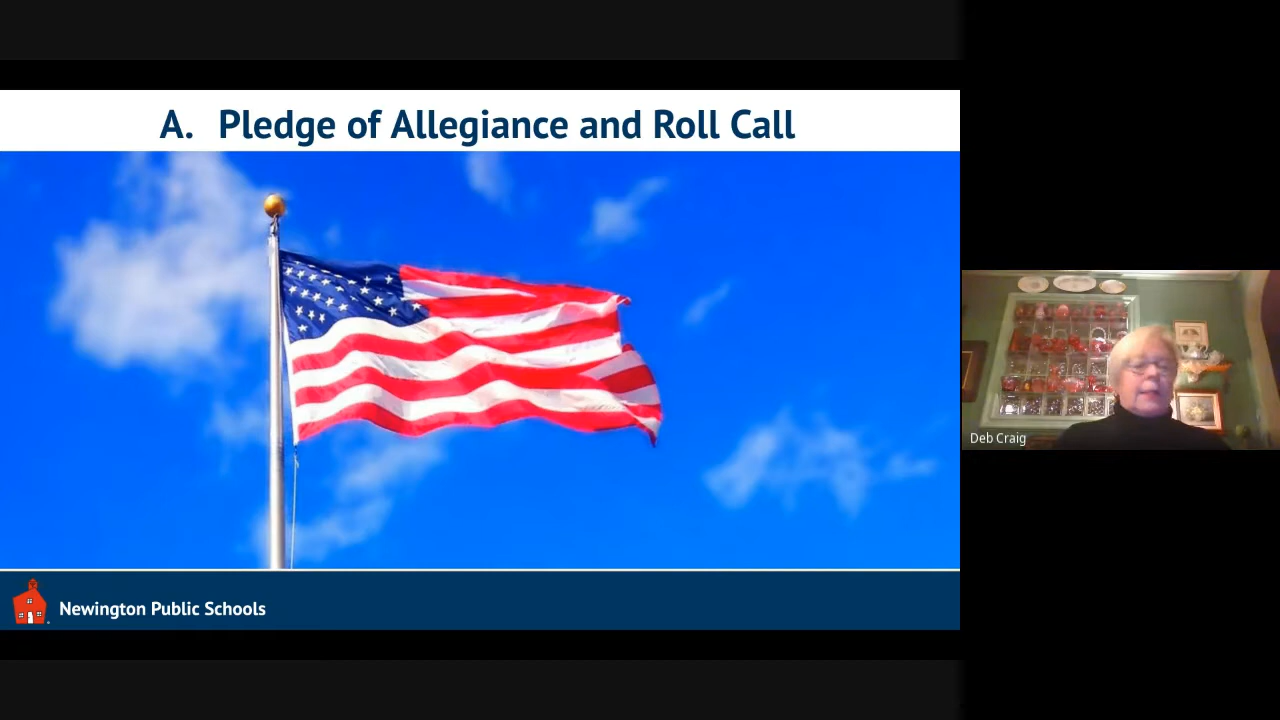 A. Pledge of Allegiance and Roll Call
Deb Craig
Newington Public Schools